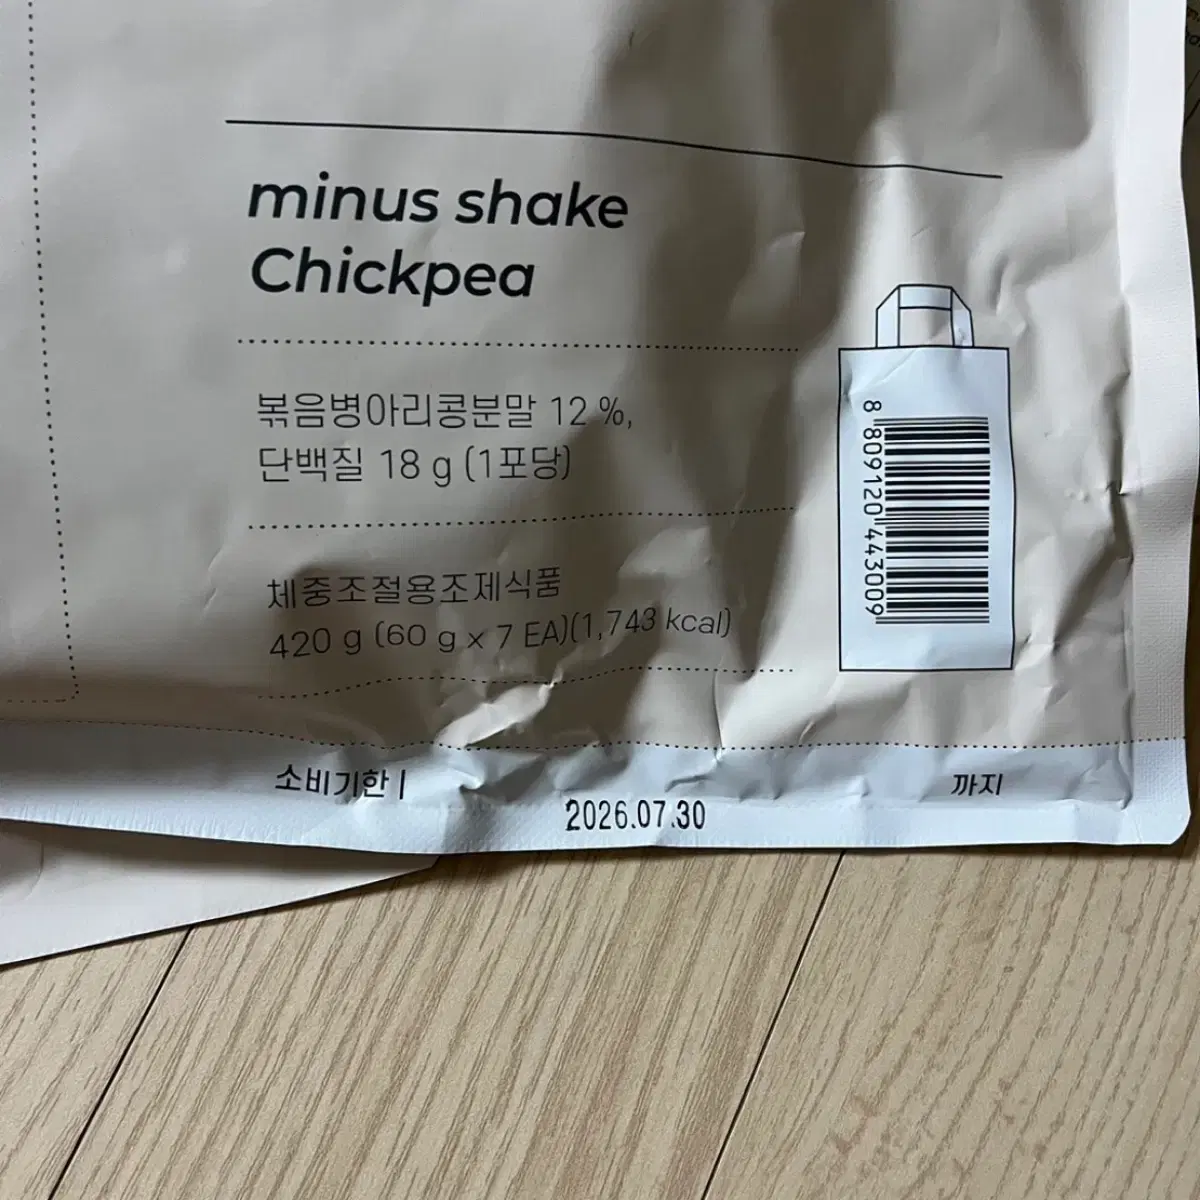 minus shake
Chickpea
볶음병아리콩분말 12 %,
단백질 18 g (1포당)
체중조절용조제식품
420 g (60 g x 7 EA)(1,743 kcal)
8 809120 443009
소비기한 |
까지
2026.07.30